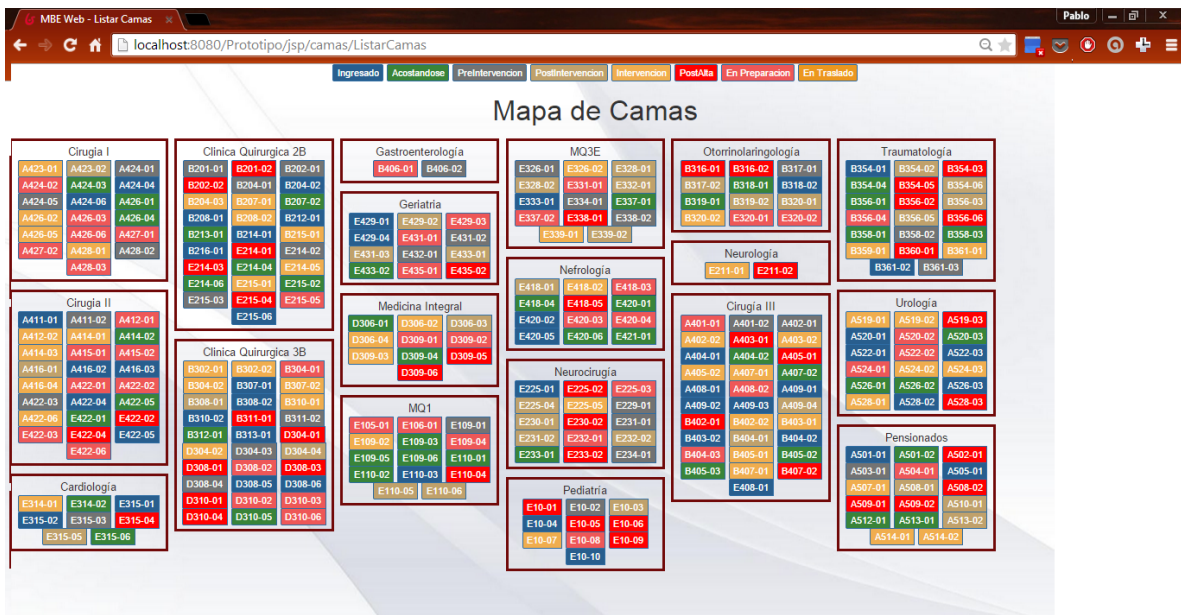 MBE Web - Listar Camas
Pablo
localhost:8080/Prototipo/jsp/camas/ListarCamas
Ingresado Acostandose PreIntervencion PostIntervencion Intervencion PostAlta En Preparacion En Traslado
Mapa de Camas
Cirugia I
A423-01 A423-02 A424-01
A424-02 A424-03 A424-04
A424-05 A424-06 A426-01
A426-02 A426-03 A426-04
A426-05 A426-06 A427-01
A427-02 A428-01 A428-02
A428-03
Cirugia II
A411-01 A411-02 A412-01
A412-02 A414-01 A414-02
A414-03 A415-01 A415-02
A416-01 A416-02 A416-03
A416-04 A422-01 A422-02
A422-03 A422-04 A422-05
A422-06 E422-01 E422-02
E422-03 E422-04 E422-05
E422-06
Cardiología
E314-01 E314-02 E315-01
E315-02 E315-03 E315-04
E315-05 E315-06
Clinica Quirurgica 2B
B201-01 B201-02 B202-01
B202-02 B204-01 B204-02
B204-03 B207-01 B207-02
B208-01 B208-02 B212-01
B213-01 B214-01 B215-01
B216-01 E214-01 E214-02
E214-03 E214-04 E214-05
E214-06 E215-01 E215-02
E215-03 E215-04 E215-05
E215-06
Clinica Quirurgica 3B
B302-01 B302-02 B304-01
B304-02 B307-01 B307-02
B308-01 B308-02 B310-01
B310-02 B311-01 B311-02
B312-01 B313-01 D304-01
D304-02 D304-03 D304-04
D308-01 D308-02 D308-03
D308-04 D308-05 D308-06
D310-01 D310-02 D310-03
D310-04 D310-05 D310-06
Gastroenterología
B406-01 B406-02
Geriatria
E429-01 E429-02 E429-03
E429-04 E431-01 E431-02
E431-03 E432-01 E433-01
E433-02 E435-01 E435-02
Medicina Integral
D306-01 D306-02 D306-03
D306-04 D309-01 D309-02
D309-03 D309-04 D309-05
D309-06
MQ1
E105-01 E106-01 E109-01
E109-02 E109-03 E109-04
E109-05 E109-06 E110-01
E110-02 E110-03 E110-04
E110-05 E110-06
MQ3E
E326-01 E326-02 E328-01
E328-02 E331-01 E332-01
E333-01 E334-01 E337-01
E337-02 E338-01 E338-02
E339-01 E339-02
Nefrología
E418-01 E418-02 E418-03
E418-04 E418-05 E420-01
E420-02 E420-03 E420-04
E420-05 E420-06 E421-01
Neurocirugía
E225-01 E225-02 E225-03
E225-04 E225-05 E229-01
E230-01 E230-02 E231-01
E231-02 E232-01 E232-02
E233-01 E233-02 E234-01
Pediatría
E10-01 E10-02 E10-03
E10-04 E10-05 E10-06
E10-07 E10-08 E10-09
E10-10
Otorrinolaringología
B316-01 B316-02 B317-01
B317-02 B318-01 B318-02
B319-01 B319-02 B320-01
B320-02 E320-01 E320-02
Neurología
E211-01 E211-02
Cirugía III
A401-01 A401-02 A402-01
A402-02 A403-01 A403-02
A404-01 A404-02 A405-01
A405-02 A407-01 A407-02
A408-01 A408-02 A409-01
A409-02 A409-03 A409-04
B402-01 B402-02 B403-01
B403-02 B404-01 B404-02
B404-03 B405-01 B405-02
B405-03 B407-01 B407-02
E408-01
Traumatología
B354-01 B354-02 B354-03
B354-04 B354-05 B354-06
B356-01 B356-02 B356-03
B356-04 B356-05 B356-06
B358-01 B358-02 B358-03
B359-01 B360-01 B361-01
B361-02 B361-03
Urología
A519-01 A519-02 A519-03
A520-01 A520-02 A520-03
A522-01 A522-02 A522-03
A524-01 A524-02 A524-03
A526-01 A526-02 A526-03
A528-01 A528-02 A528-03
Pensionados
A501-01 A501-02 A502-01
A503-01 A504-01 A505-01
A507-01 A508-01 A508-02
A509-01 A509-02 A510-01
A512-01 A513-01 A513-02
A514-01 A514-02